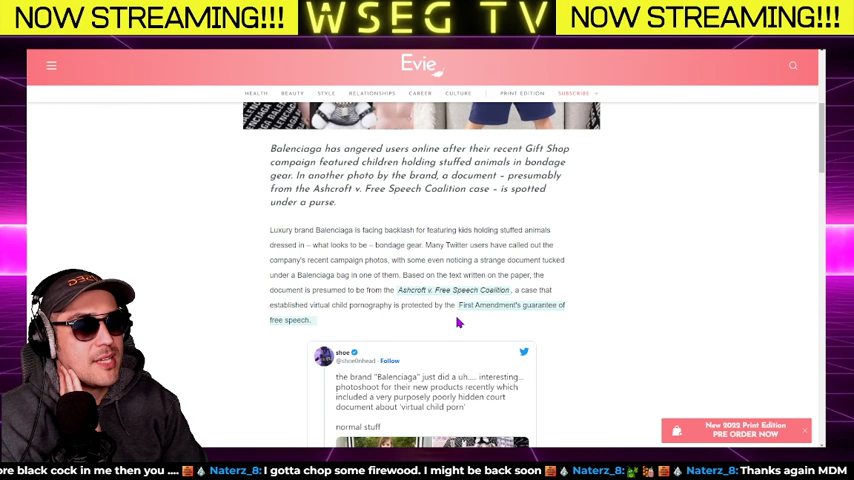 NOW STREAMING!!! WSEG TV NOW STREAMING!!!
Evie
HEALTH BEAUTY STYLE RELATIONSHIPS CAREER CULTURE PRINT EDITION SUBSCRIBE
Balenciaga has angered users online after their recent Gift Shop
campaign featured children holding stuffed animals in bondage
gear. In another photo by the brand, a document – presumably
from the Ashcroft v. Free Speech Coalition case – is spotted
under a purse.
Luxury brand Balenciaga is facing backlash for featuring kids holding stuffed animals
dressed in – what looks to be – bondage gear. Many Twitter users have called out the
company's recent campaign photos, with some even noticing a strange document tucked
under a Balenciaga bag in one of them. Based on the text written on the paper, the
document is presumed to be from the Ashcroft v. Free Speech Coalition, a case that
established virtual child pornography is protected by the First Amendment's guarantee of
free speech.
shoe
@shoe0nhead · Follow
the brand "Balenciaga" just did a uh..... interesting...
photoshoot for their new products recently which
included a very purposely poorly hidden court
document about 'virtual child porn'
normal stuff
New 2022 Print Edition
PRE ORDER NOW
ore black cock in me then you .... Naterz_8: I gotta chop some firewood. I might be back soon Naterz_8: Naterz_8: Thanks again MDM